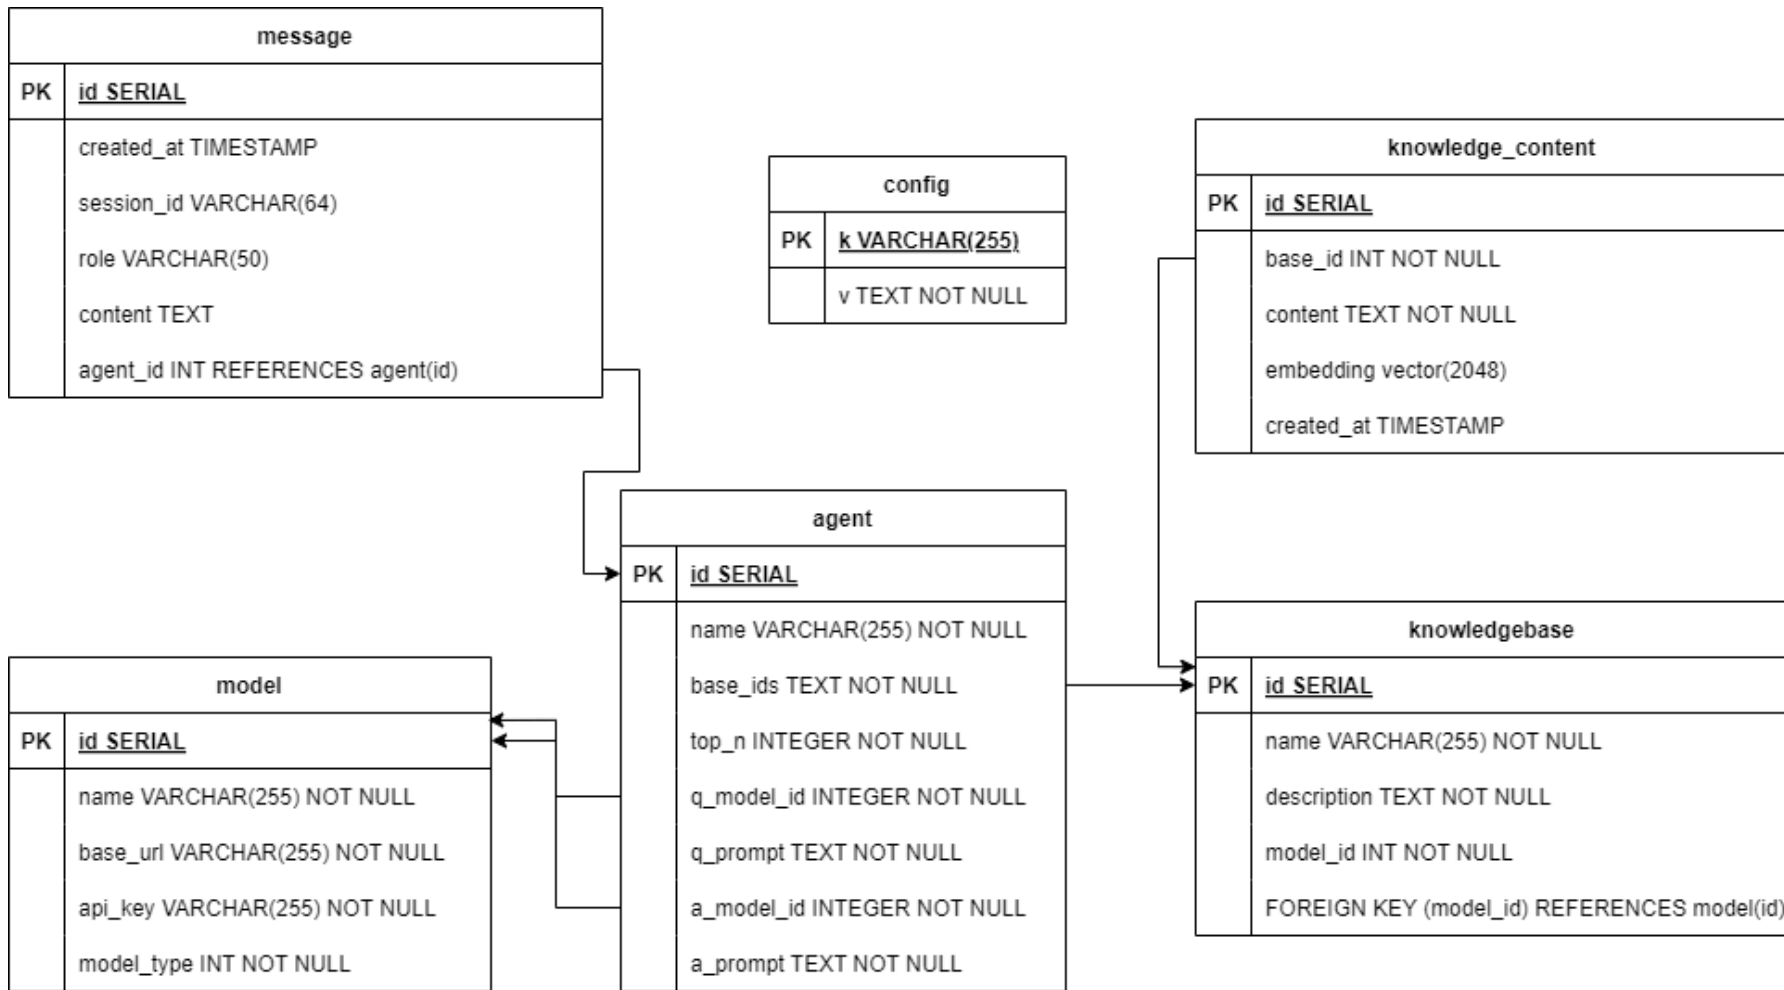 message
PK id SERIAL
created_at TIMESTAMP
session_id VARCHAR(64)
role VARCHAR(50)
content TEXT
agent_id INT REFERENCES agent(id)
config
PK k VARCHAR(255)
v TEXT NOT NULL
knowledge_content
PK id SERIAL
base_id INT NOT NULL
content TEXT NOT NULL
embedding vector(2048)
created_at TIMESTAMP
agent
PK id SERIAL
name VARCHAR(255) NOT NULL
base_ids TEXT NOT NULL
top_n INTEGER NOT NULL
q_model_id INTEGER NOT NULL
q_prompt TEXT NOT NULL
a_model_id INTEGER NOT NULL
a_prompt TEXT NOT NULL
model
PK id SERIAL
name VARCHAR(255) NOT NULL
base_url VARCHAR(255) NOT NULL
api_key VARCHAR(255) NOT NULL
model_type INT NOT NULL
knowledgebase
PK id SERIAL
name VARCHAR(255) NOT NULL
description TEXT NOT NULL
model_id INT NOT NULL
FOREIGN KEY (model_id) REFERENCES model(id)